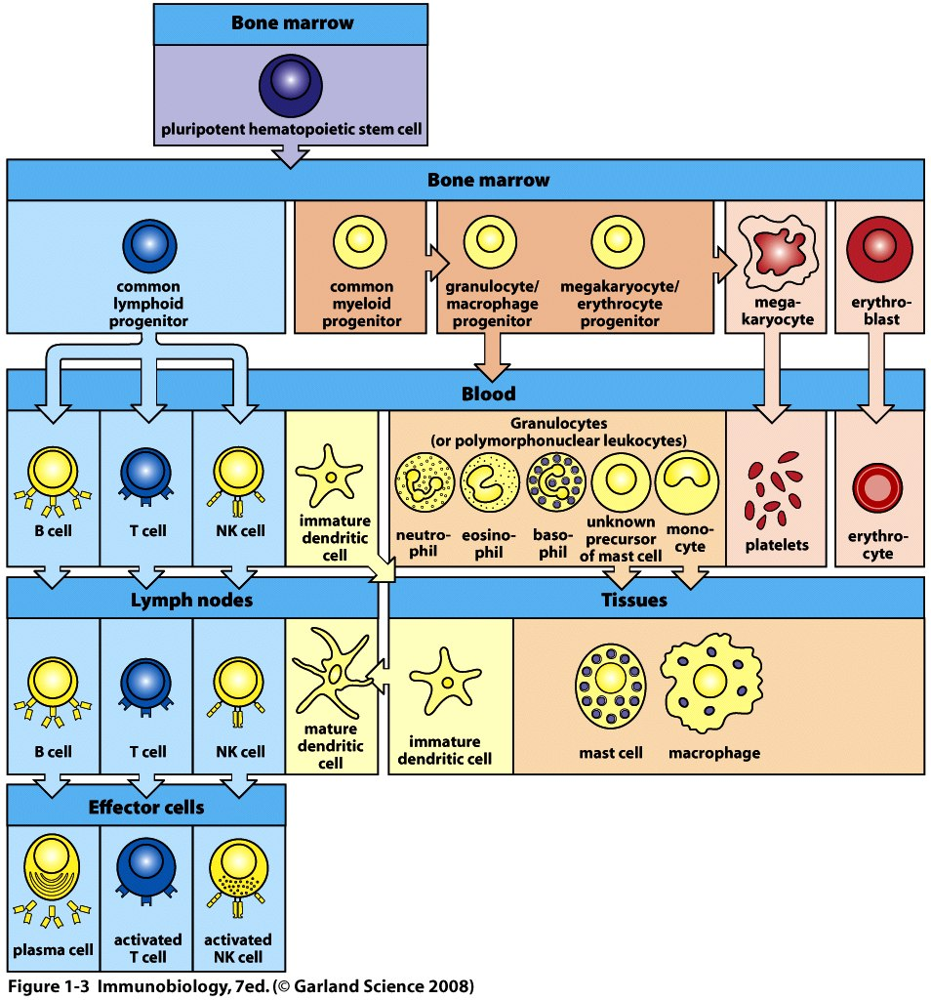 Bone marrow
pluripotent hematopoietic stem cell
Bone marrow
common
lymphoid
progenitor
common
myeloid
progenitor
granulocyte/
macrophage
progenitor
megakaryocyte/
erythrocyte
progenitor
mega-
karyocyte
erythro-
blast
Blood
B cell
T cell
NK cell
immature
dendritic
cell
Granulocytes
(or polymorphonuclear leukocytes)
neutro-
phil
eosino-
phil
baso-
phil
unknown
precursor
of mast cell
mono-
cyte
platelets
erythro-
cyte
Lymph nodes
B cell
T cell
NK cell
mature
dendritic
cell
Tissues
immature
dendritic cell
mast cell
macrophage
Effector cells
plasma cell
activated
T cell
activated
NK cell
Figure 1-3 Immunobiology, 7ed. (© Garland Science 2008)